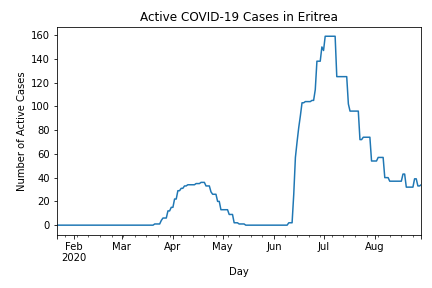 Active COVID-19 Cases in Eritrea
160
140
120
100
80
60
40
20
0
Number of Active Cases
Feb Mar Apr May Jun Jul Aug
2020
Day